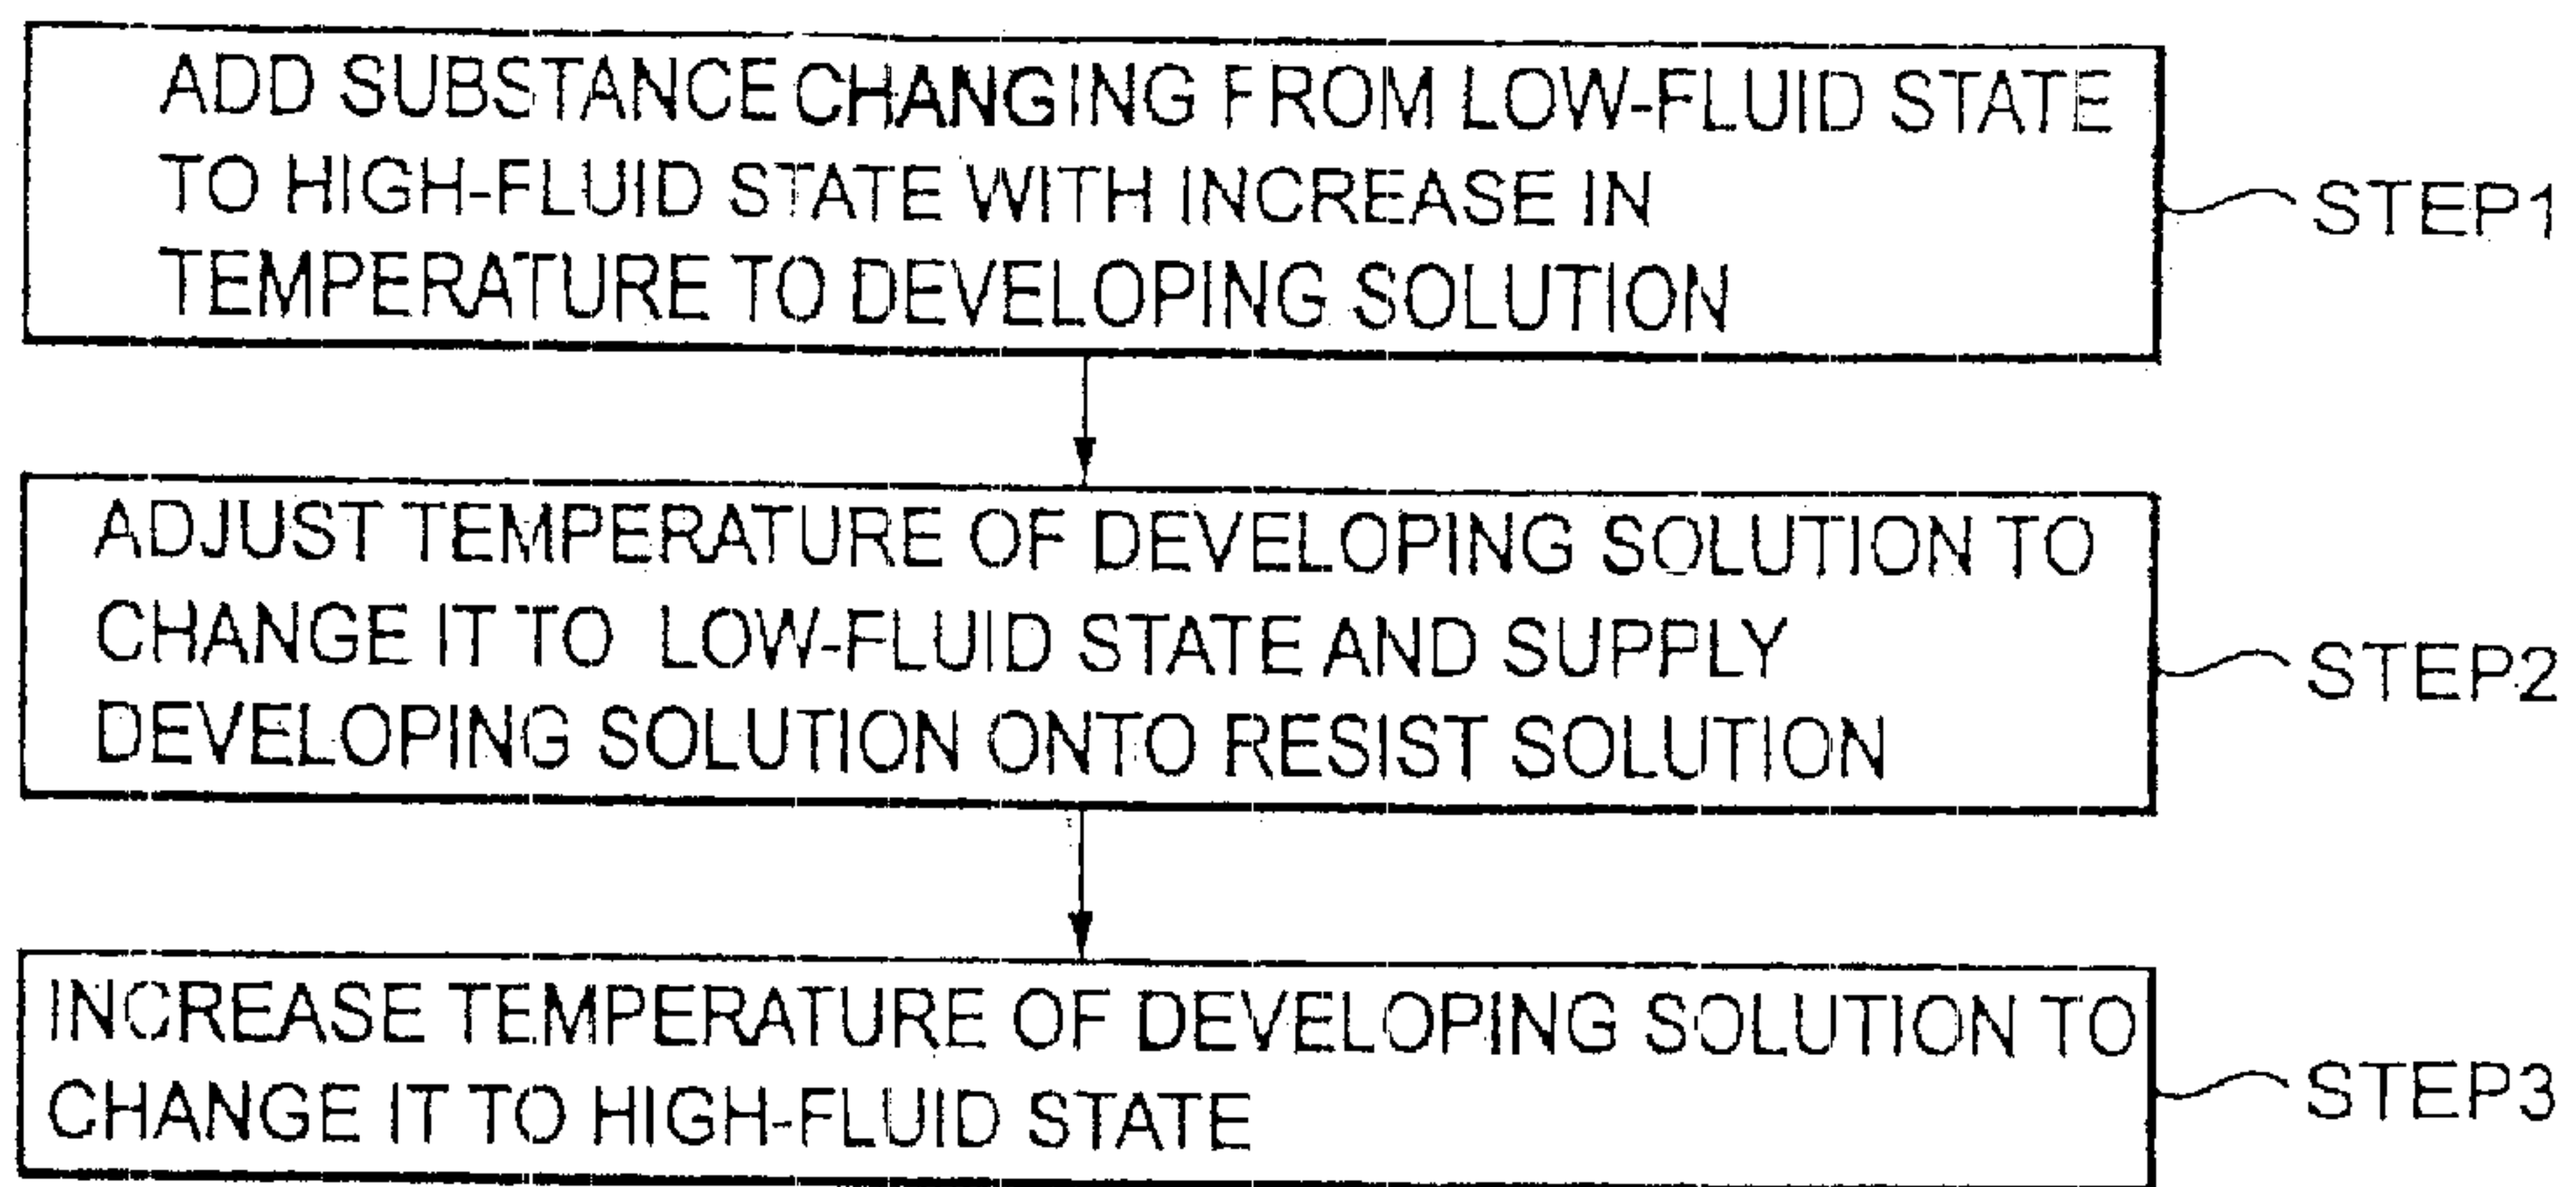 ADD SUBSTANCE CHANGING FROM LOW-FLUID STATE
TO HIGH-FLUID STATE WITH INCREASE IN
TEMPERATURE TO DEVELOPING SOLUTION
STEP1
ADJUST TEMPERATURE OF DEVELOPING SOLUTION TO
CHANGE IT TO LOW-FLUID STATE AND SUPPLY
DEVELOPING SOLUTION ONTO RESIST SOLUTION
STEP2
INCREASE TEMPERATURE OF DEVELOPING SOLUTION TO
CHANGE IT TO HIGH-FLUID STATE
STEP3